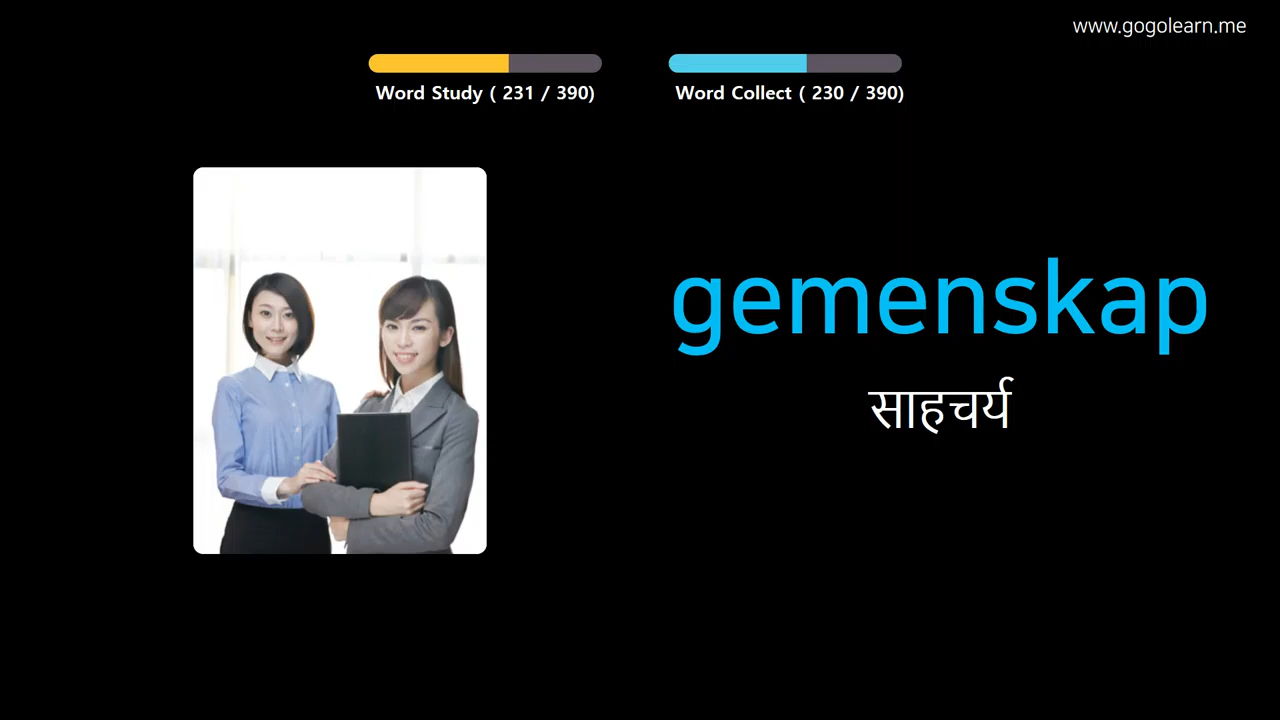 www.gogolearn.me
Word Study ( 231 / 390)
Word Collect ( 230 / 390)
gemenskap
साहचर्य